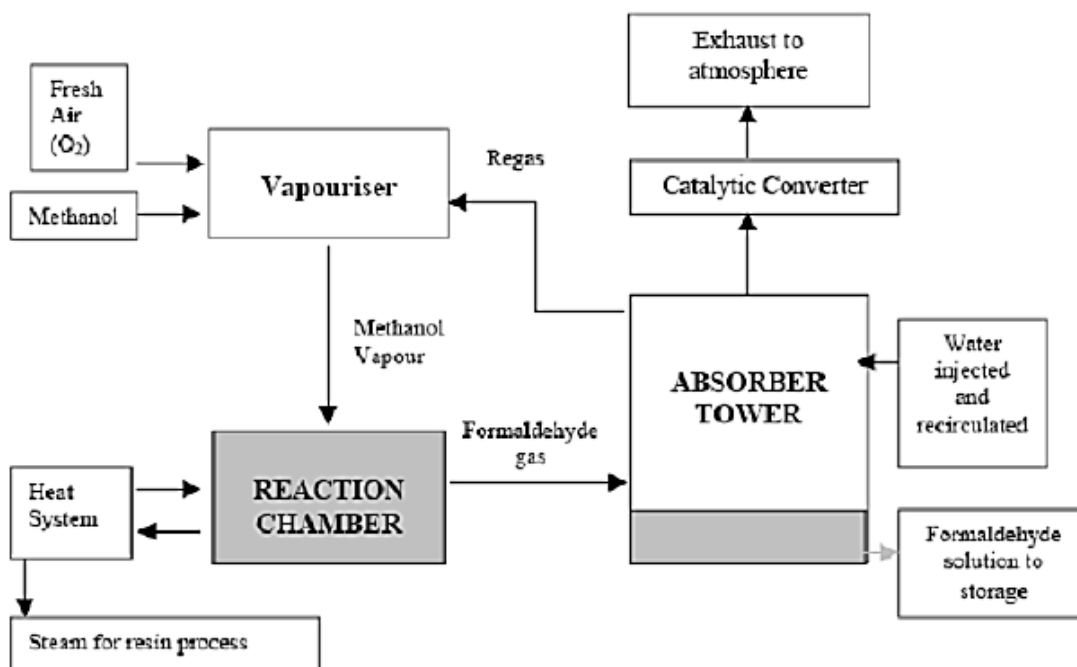 Exhaust to
atmosphere
Fresh
Air
(O₂)
Vapouriser
Regas
Catalytic Converter
Methanol
Methanol
Vapour
ABSORBER
TOWER
Water
injected
and
recirculated
Formaldehyde
gas
Heat
System
REACTION
CHAMBER
Formaldehyde
solution to
storage
Steam for resin process